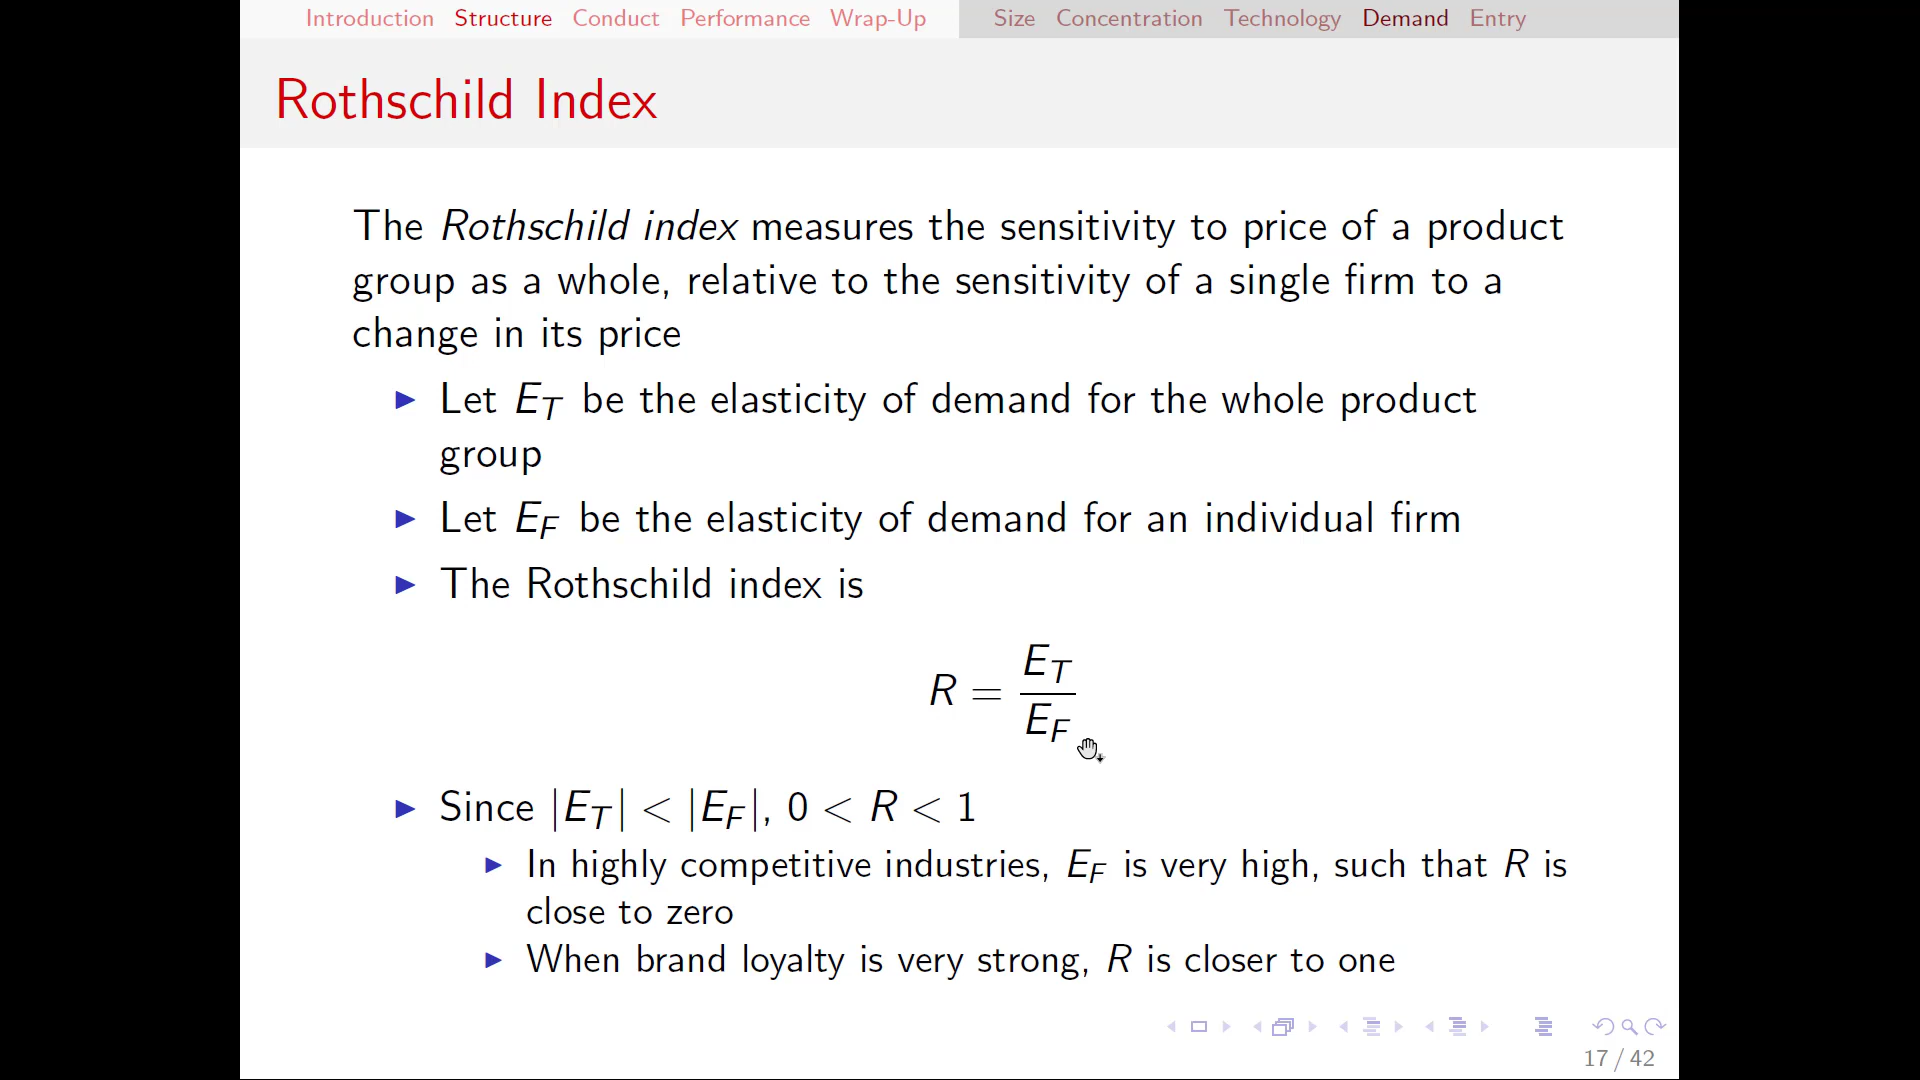 Introduction Structure Conduct Performance Wrap-Up Size Concentration Technology Demand Entry
Rothschild Index
The Rothschild index measures the sensitivity to price of a product
group as a whole, relative to the sensitivity of a single firm to a
change in its price
Let E_T be the elasticity of demand for the whole product
group
Let E_F be the elasticity of demand for an individual firm
The Rothschild index is
R = E_T / E_F
Since |E_T| < |E_F|, 0 < R < 1
In highly competitive industries, E_F is very high, such that R is
close to zero
When brand loyalty is very strong, R is closer to one
17 / 42